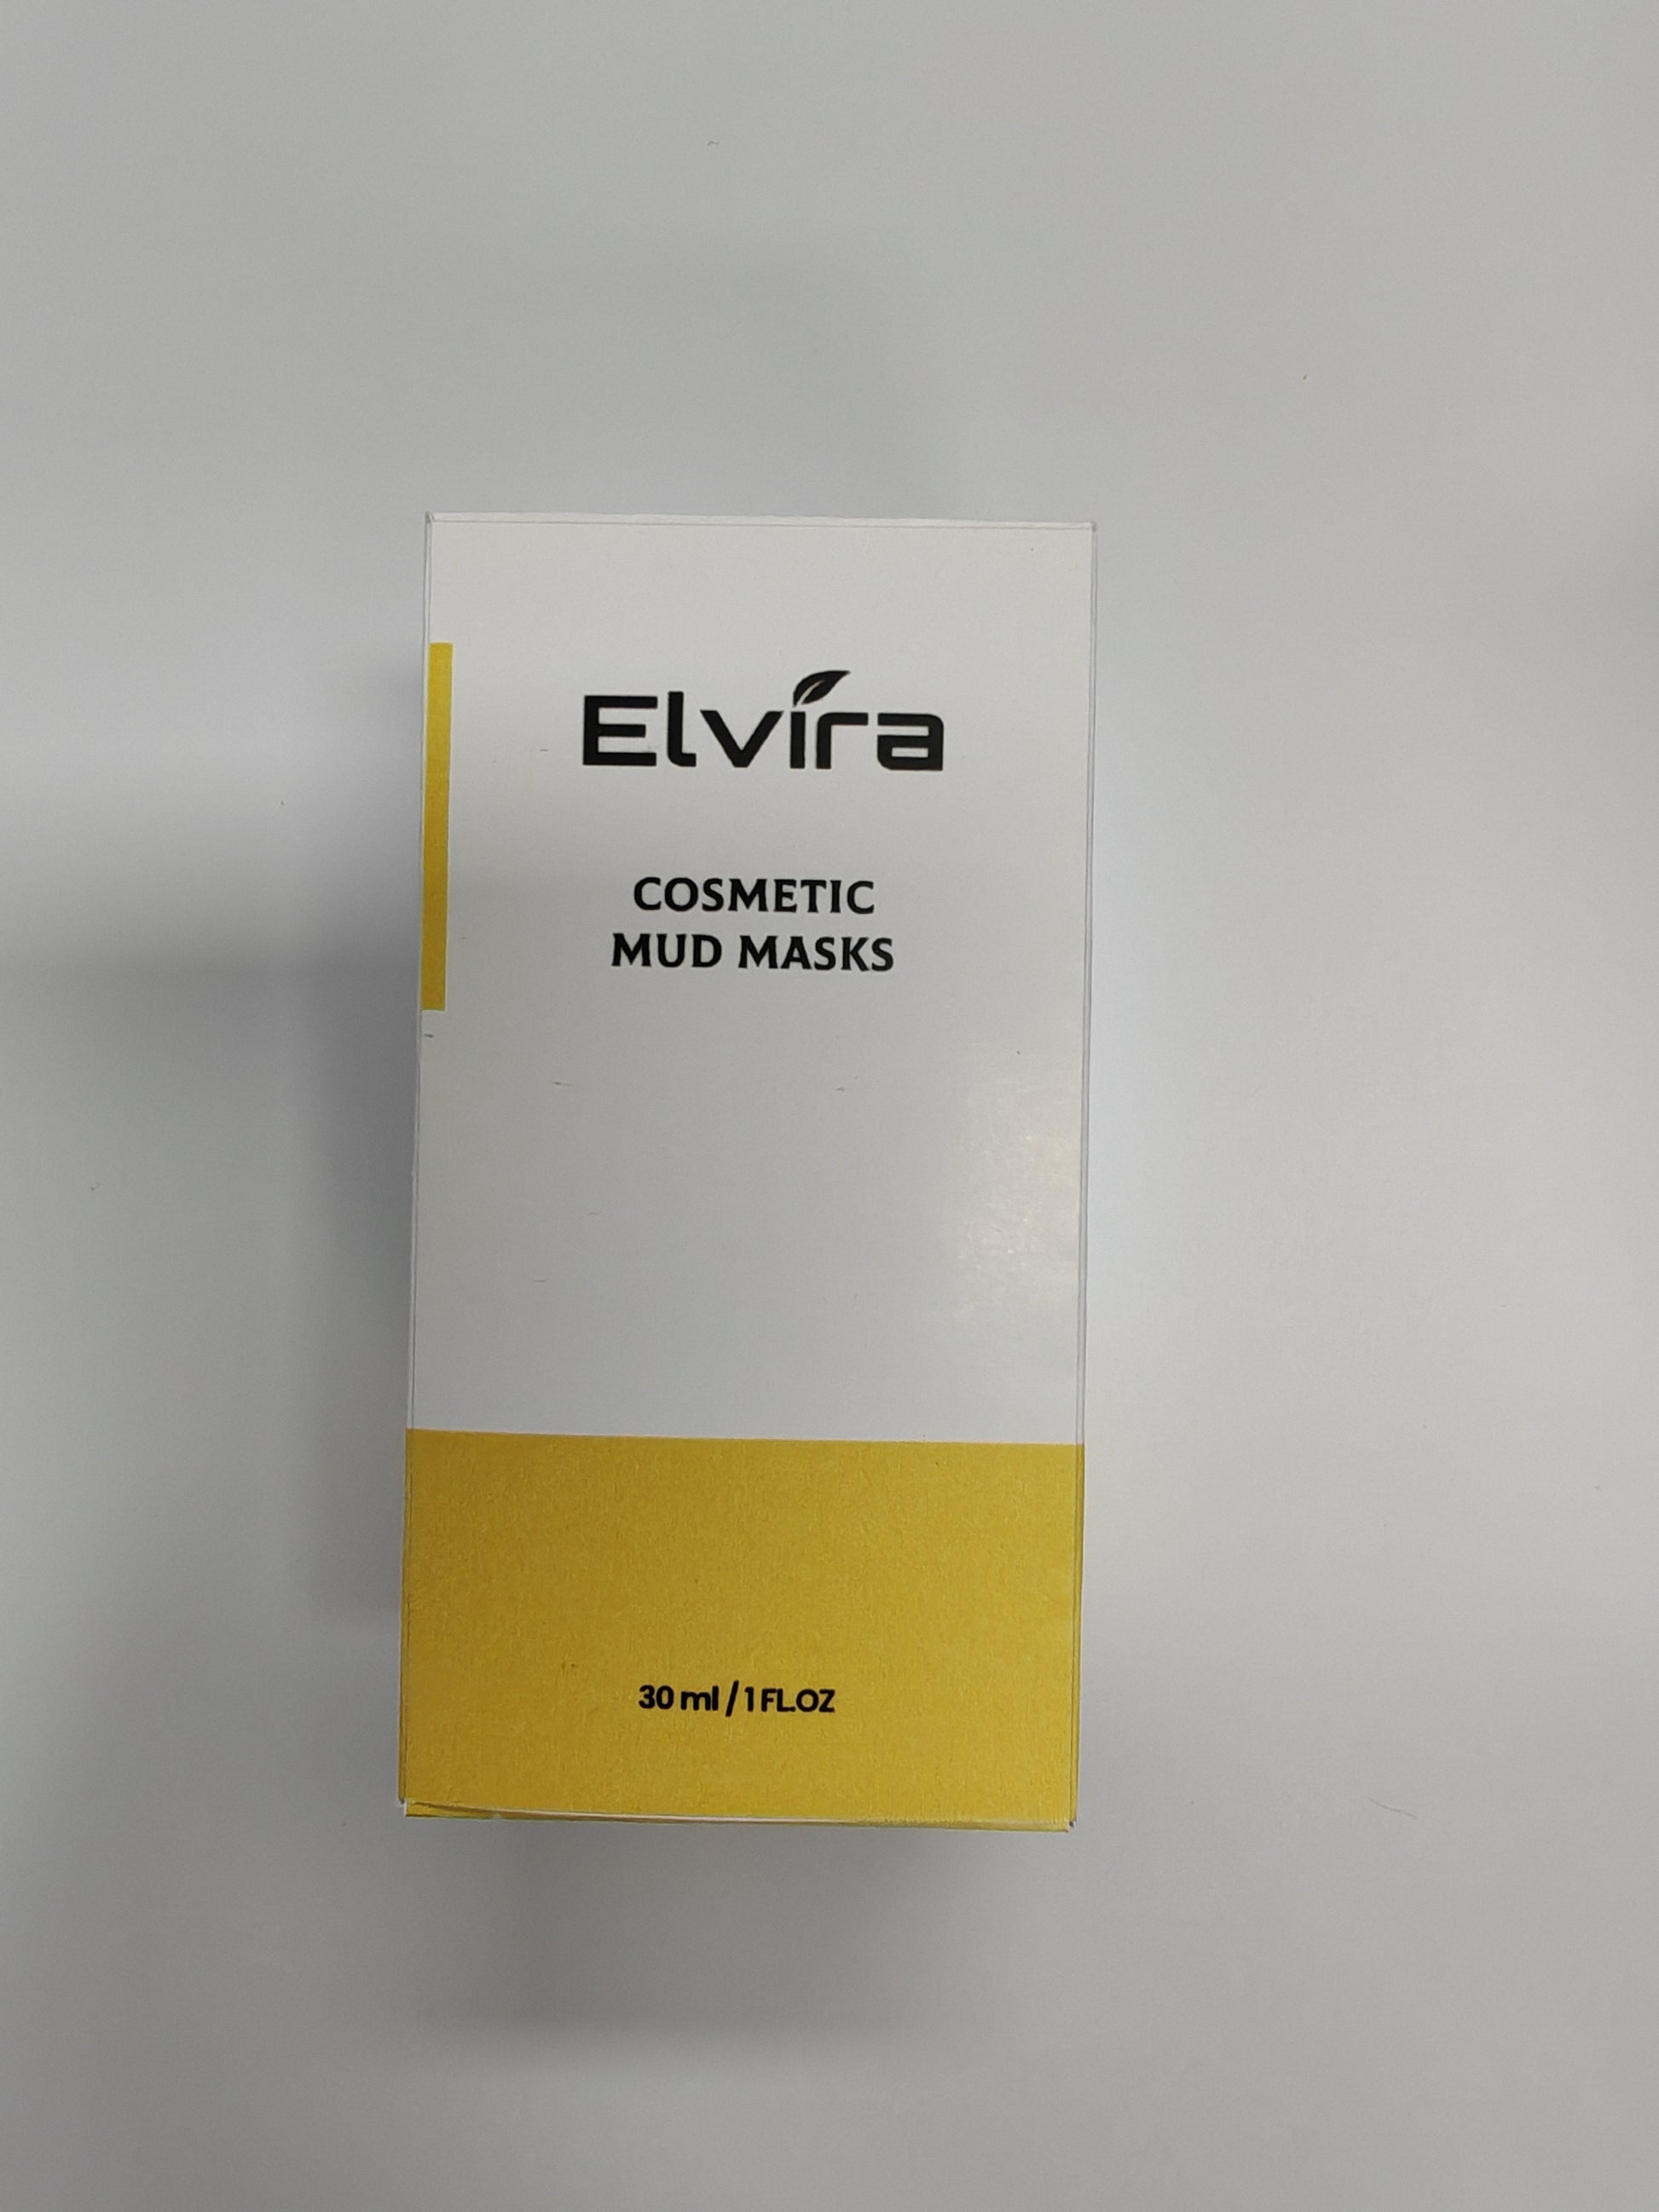 Elvira
COSMETIC
MUD MASKS
30 ml / 1 FL.OZ